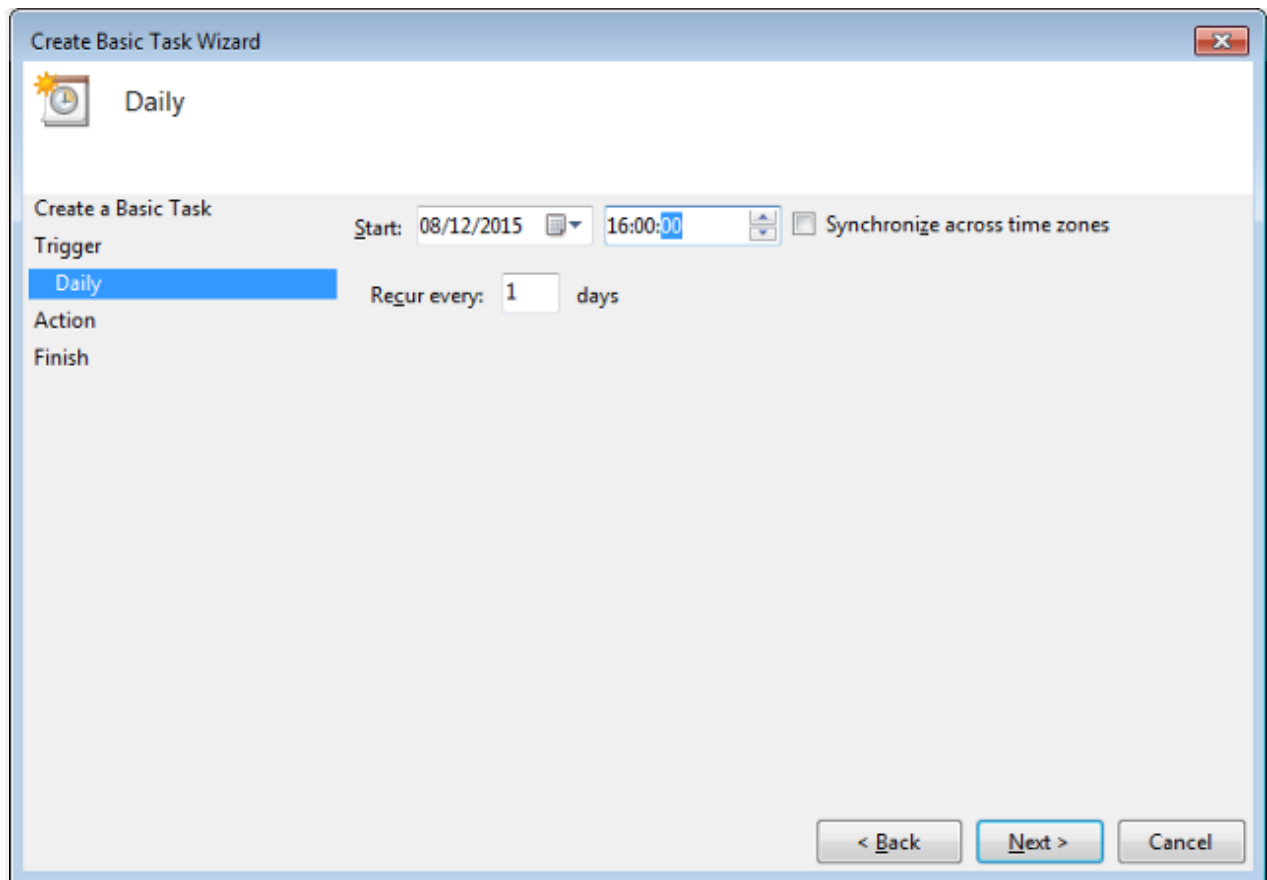 Create Basic Task Wizard
Daily
Create a Basic Task
Trigger
Daily
Action
Finish
Start: 08/12/2015 16:00:00 Synchronize across time zones
Recur every: 1 days
< Back Next > Cancel